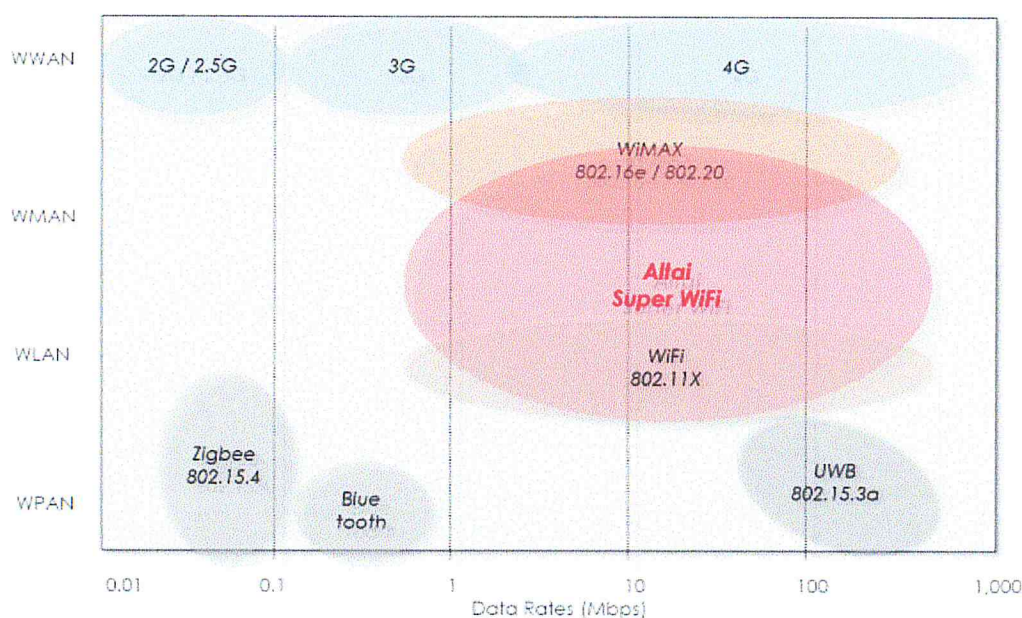 WWAN
2G / 2.5G
3G
4G
WiMAX
802.16e / 802.20
WMAN
Altai
Super WiFi
WLAN
WiFi
802.11X
Zigbee
802.15.4
UWB
802.15.3a
WPAN
Blue
tooth
0.01
0.1
1
10
100
1,000
Data Rates (Mbps)